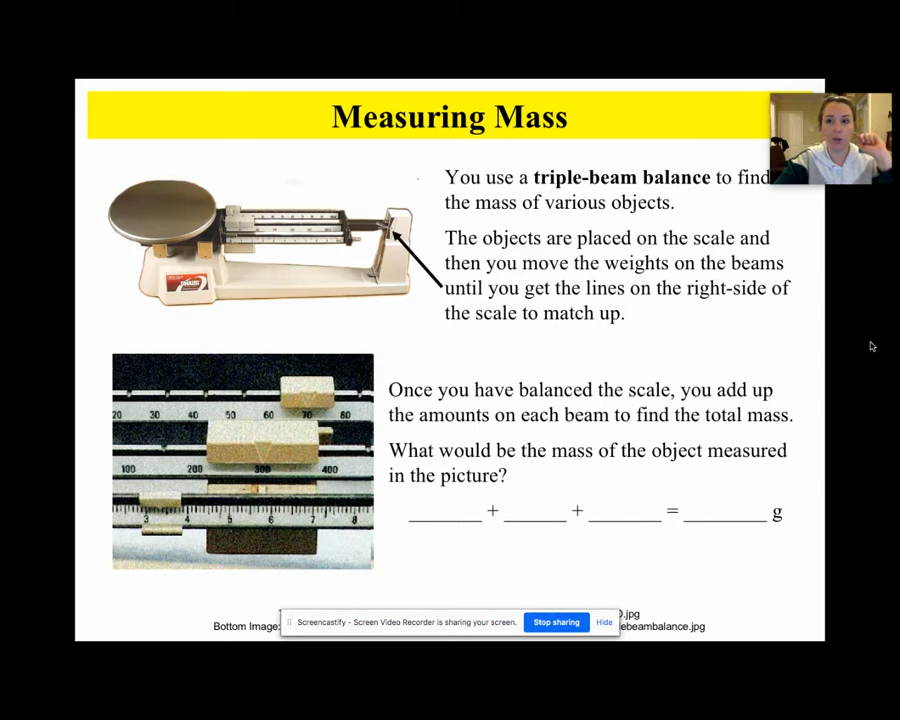 Measuring Mass
You use a triple-beam balance to find
the mass of various objects.
The objects are placed on the scale and
then you move the weights on the beams
until you get the lines on the right-side of
the scale to match up.
20 30 40 50 60 70 80
100 200 300 400
3 4 5 6 7 8
Once you have balanced the scale, you add up
the amounts on each beam to find the total mass.
What would be the mass of the object measured
in the picture?
_______ + _______ + _______ = _______ g
Screencastify - Screen Video Recorder is sharing your screen. Stop sharing Hide
Bottom Image: ebeambalance.jpg